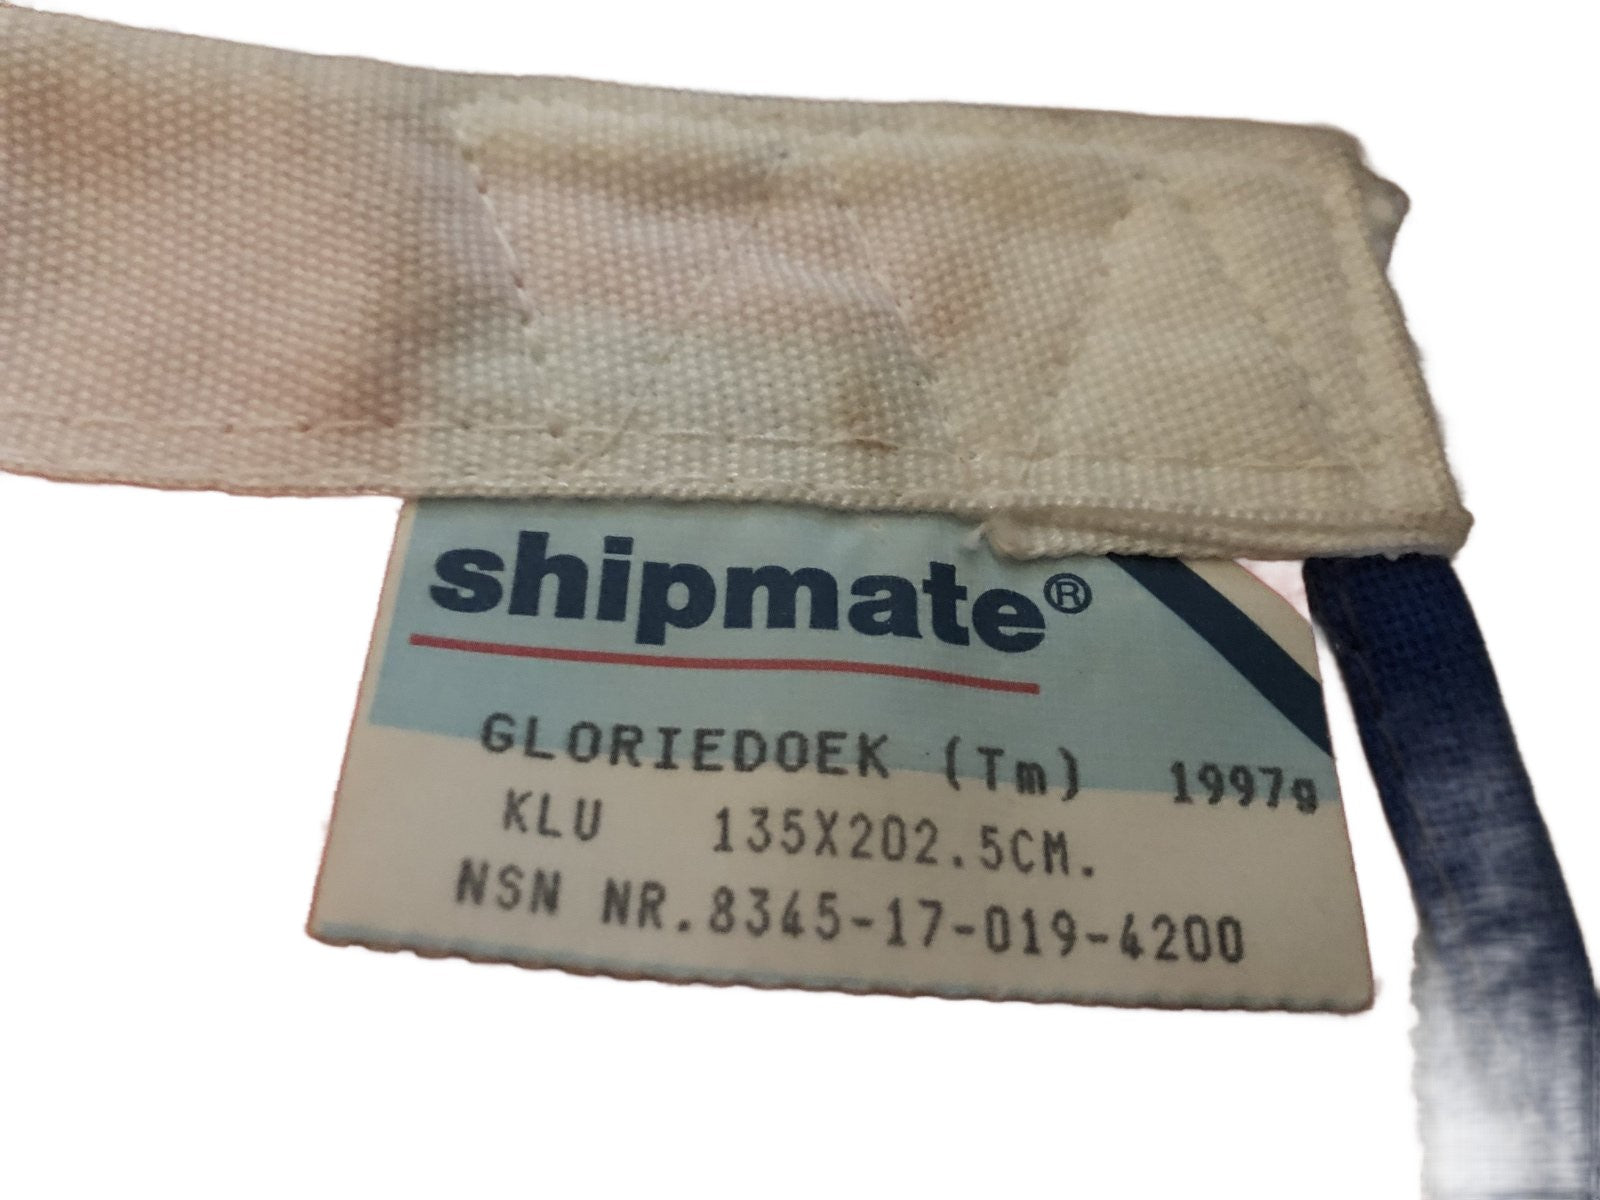 shipmate®
GLORIEDOEK (Tm) 1997g
KLU 135X202.5CM.
NSN NR.8345-17-019-4200